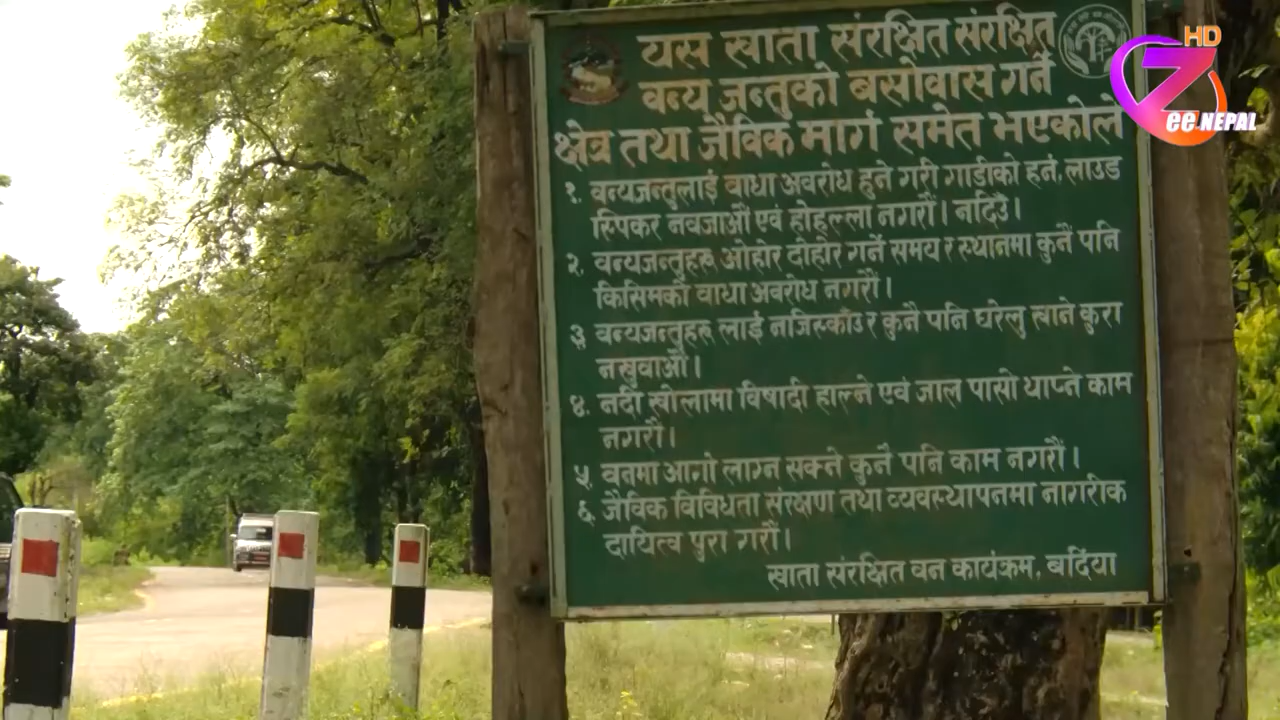 यस खाता संरक्षित संरक्षित
वन्य जन्तुको बसोवास गर्ने
क्षेत्र तथा जैविक मार्ग समेत भएकोले
१. वन्यजन्तुलाई वाधा अवरोध हुने गरी गाडीको हर्न, लाउड
स्पिकर नवजाऔं एवं होहल्ला नगरौं। नदिउँ।
२. वन्यजन्तुहरू ओहोर दोहोर गर्ने समय र स्थानमा कुनै पनि
किसिमको वाधा अवरोध नगरौं।
३. वन्यजन्तुहरू लाई नजिस्काँउ र कुनै पनि घरेलु खाने कुरा
नखुवाऔं।
४. नदी खोलामा विषादी हाल्ने एवं जाल पासो थाप्ने काम
नगरौं।
५. वनमा आगो लाग्न सक्ने कुनै पनि काम नगरौं।
६. जैविक विविधता संरक्षण तथा व्यवस्थापनमा नागरीक
दायित्व पुरा गरौं।
खाता संरक्षित वन कार्यक्रम, बर्दिया
HD
Zee NEPAL